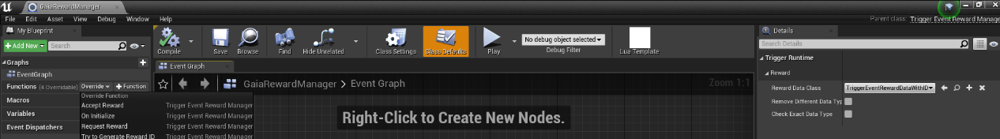 GaiaRewardManager
File Edit Asset View Debug Window Help
Parent class: Trigger Event Reward Manage
My Blueprint
Add New
Search
Graphs
EventGraph
Functions (4 Overridable) Override + Function
Macros
Variables
Event Dispatchers
Override Function
Accept Reward Trigger Event Reward Manager
On Initialize Trigger Event Reward Manager
Request Reward Trigger Event Reward Manager
Try to Generate Reward ID Trigger Event Reward Manager
Compile
Save
Browse
Find
Hide Unrelated
Class Settings
Class Defaults
Play
No debug object selected
Debug Filter
Lua Template
Event Graph
GaiaRewardManager > Event Graph
Zoom 1:1
Right-Click to Create New Nodes.
Details
Search Details
Trigger Runtime
Reward
Reward Data Class TriggerEventRewardDataWithID
Remove Different Data Typ
Check Exact Data Type